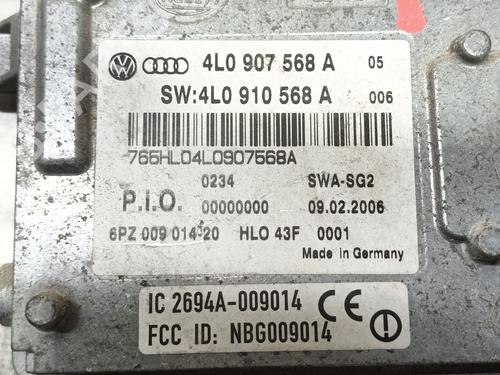 4L0 907 568 A 05
SW:4L0 910 568 A 006
765HL04L0907568A
0234 SWA-SG2
P.I.O. 00000000 09.02.2006
6PZ 009 014 20 HLO 43F 0001
Made in Germany
IC 2694A-009014 CE
FCC ID: NBG009014